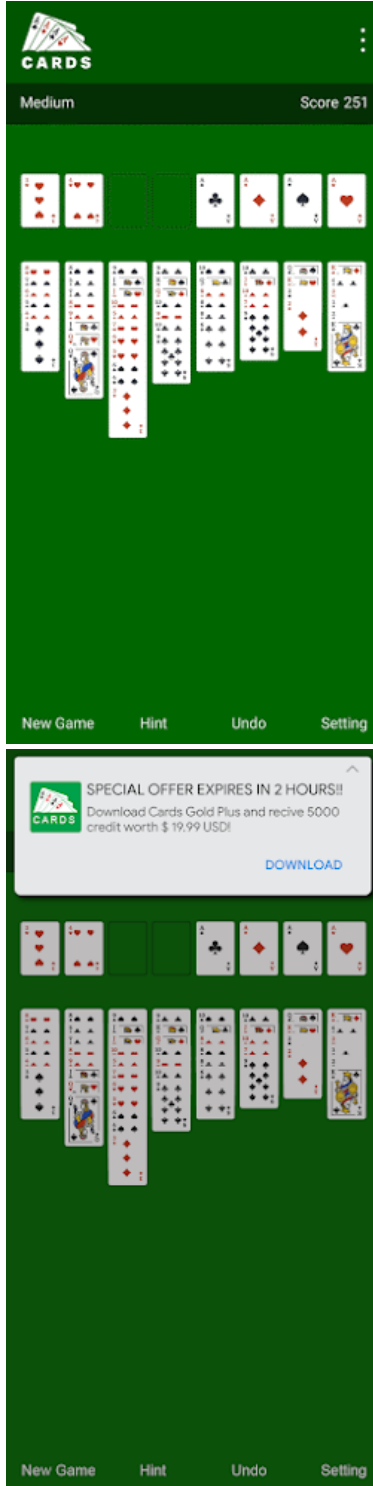 CARDS
Medium Score 251
New Game Hint Undo Setting
SPECIAL OFFER EXPIRES IN 2 HOURS!!
Download Cards Gold Plus and recive 5000
credit worth $ 19.99 USD!
CARDS
DOWNLOAD
New Game Hint Undo Setting